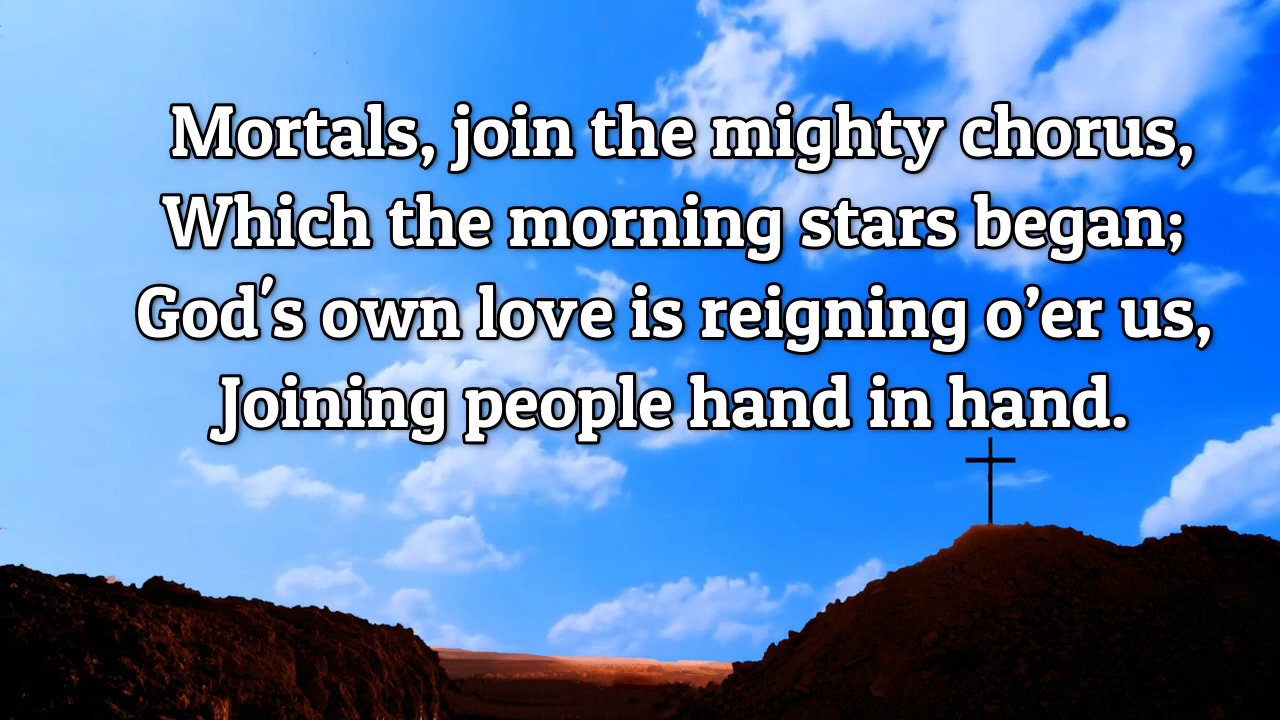 Mortals, join the mighty chorus,
Which the morning stars began;
God's own love is reigning o’er us,
Joining people hand in hand.